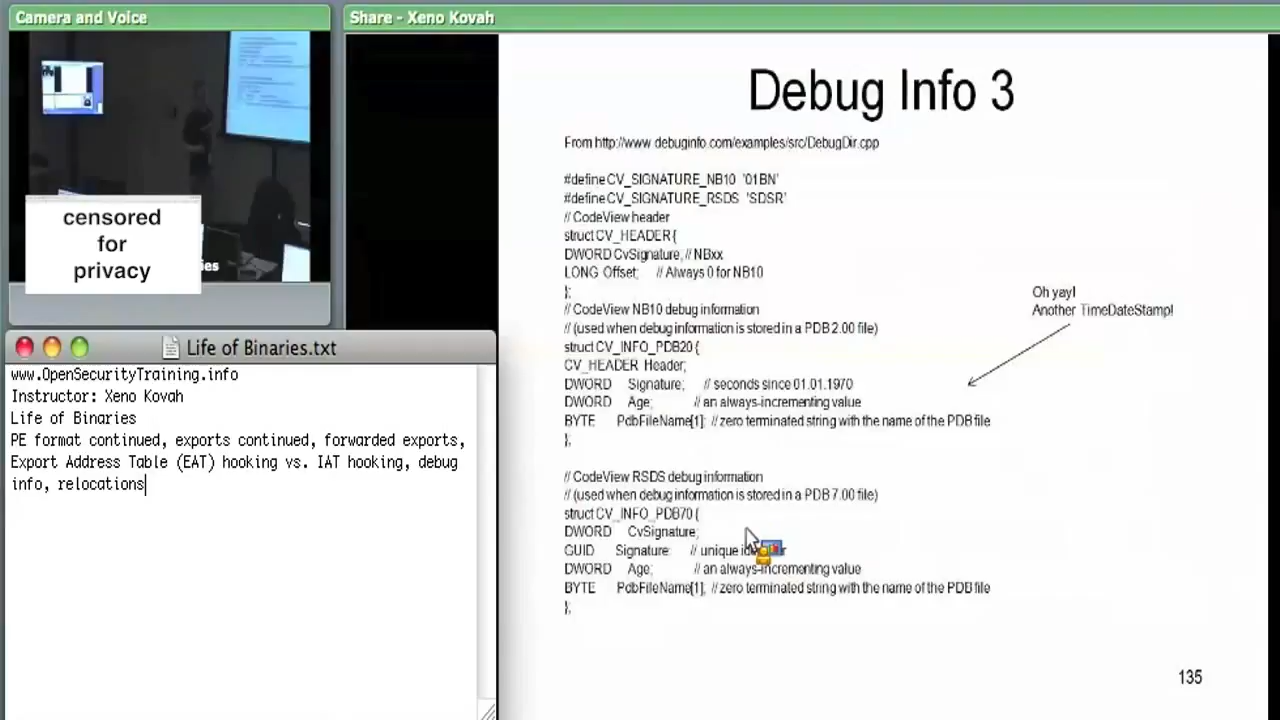 Camera and Voice
censored
for
privacy
ies
Life of Binaries.txt
www.OpenSecurityTraining.info
Instructor: Xeno Kovah
Life of Binaries
PE format continued, exports continued, forwarded exports,
Export Address Table (EAT) hooking vs. IAT hooking, debug
info, relocations
Share - Xeno Kovah
Debug Info 3
From http://www.debuginfo.com/examples/src/DebugDir.cpp
#define CV_SIGNATURE_NB10 '01BN'
#define CV_SIGNATURE_RSDS 'SDSR'
// CodeView header
struct CV_HEADER {
DWORD CvSignature; // NBxx
LONG Offset; // Always 0 for NB10
};
// CodeView NB10 debug information
// (used when debug information is stored in a PDB 2.00 file)
struct CV_INFO_PDB20 {
CV_HEADER Header;
DWORD Signature; // seconds since 01.01.1970
DWORD Age; // an always-incrementing value
BYTE PdbFileName[1]; // zero terminated string with the name of the PDB file
};
Oh yay!
Another TimeDateStamp!
// CodeView RSDS debug information
// (used when debug information is stored in a PDB 7.00 file)
struct CV_INFO_PDB70 {
DWORD CvSignature;
GUID Signature; // unique
DWORD Age; // an always-incrementing value
BYTE PdbFileName[1]; // zero terminated string with the name of the PDB file
};
135